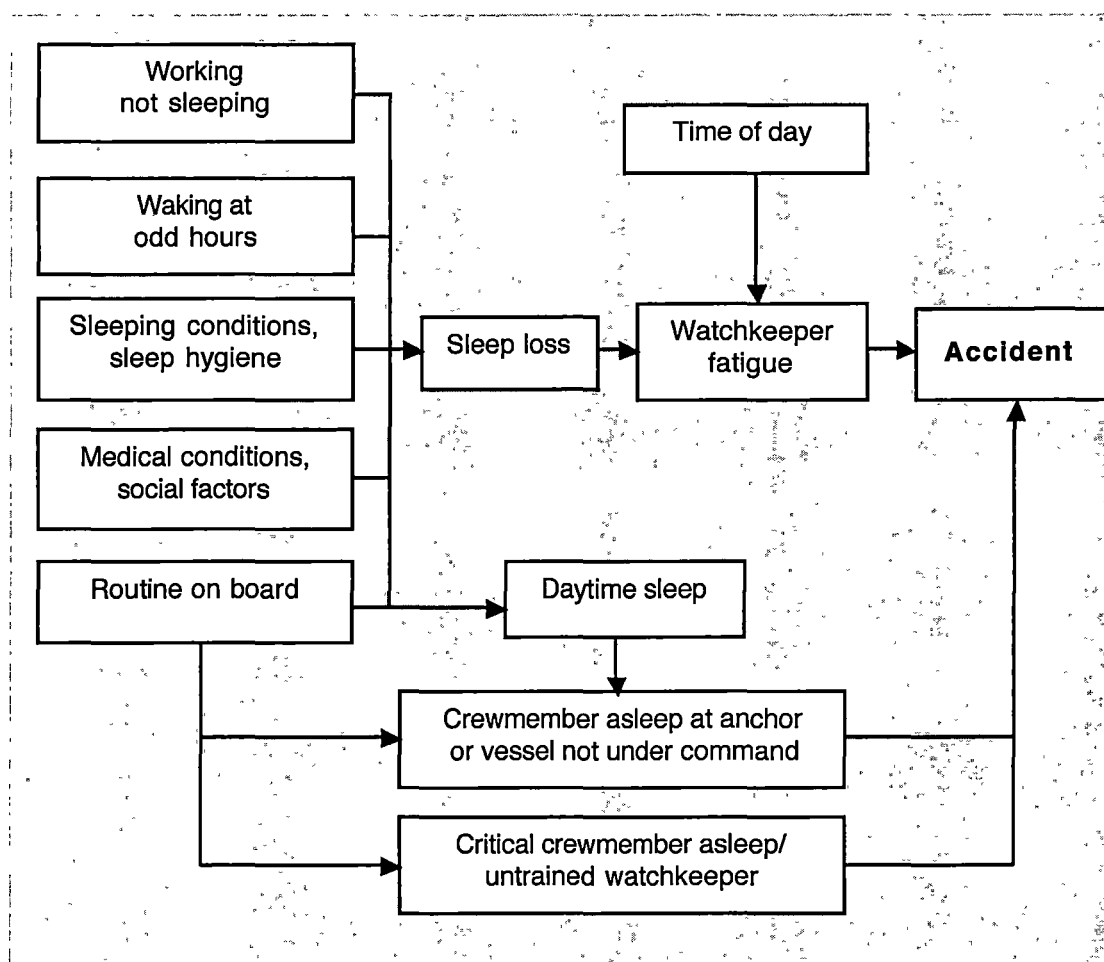 Working
not sleeping
Time of day
Waking at
odd hours
Sleeping conditions,
sleep hygiene
Sleep loss
Watchkeeper
fatigue
Accident
Medical conditions,
social factors
Routine on board
Daytime sleep
Crewmember asleep at anchor
or vessel not under command
Critical crewmember asleep/
untrained watchkeeper